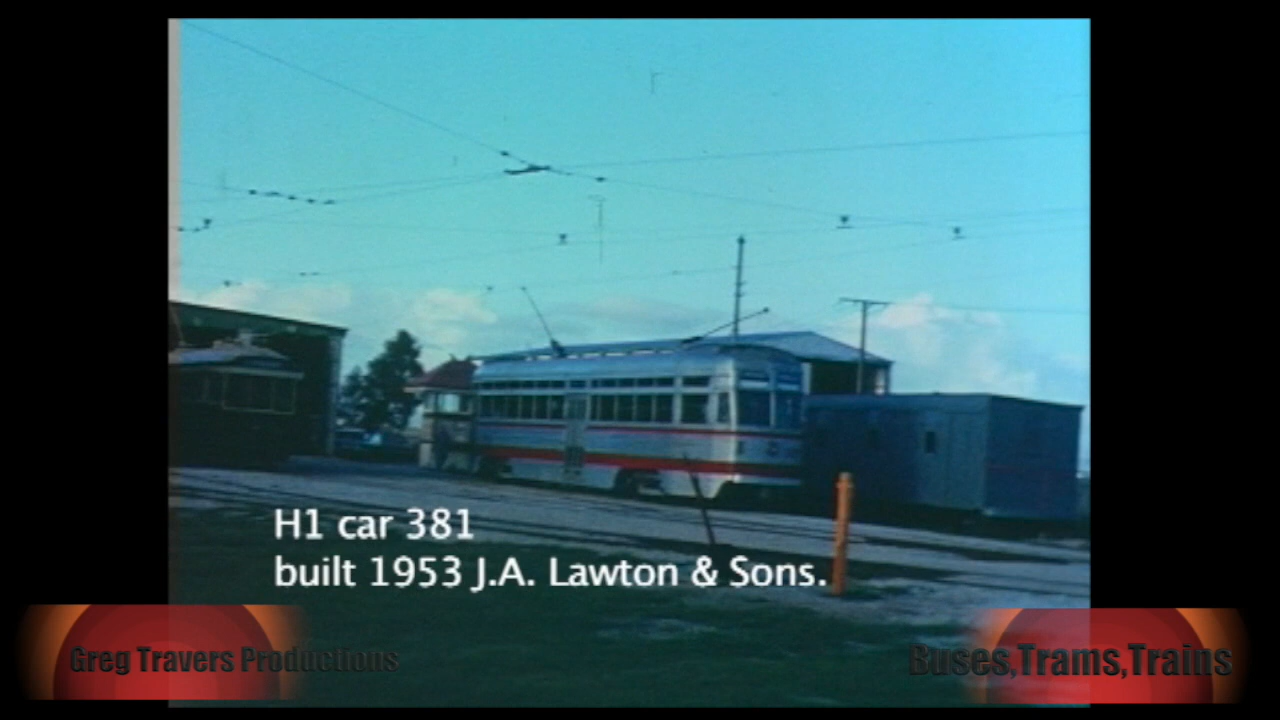 H1 car 381
built 1953 J.A. Lawton & Sons.
Greg Travers Productions
Buses,Trams,Trains